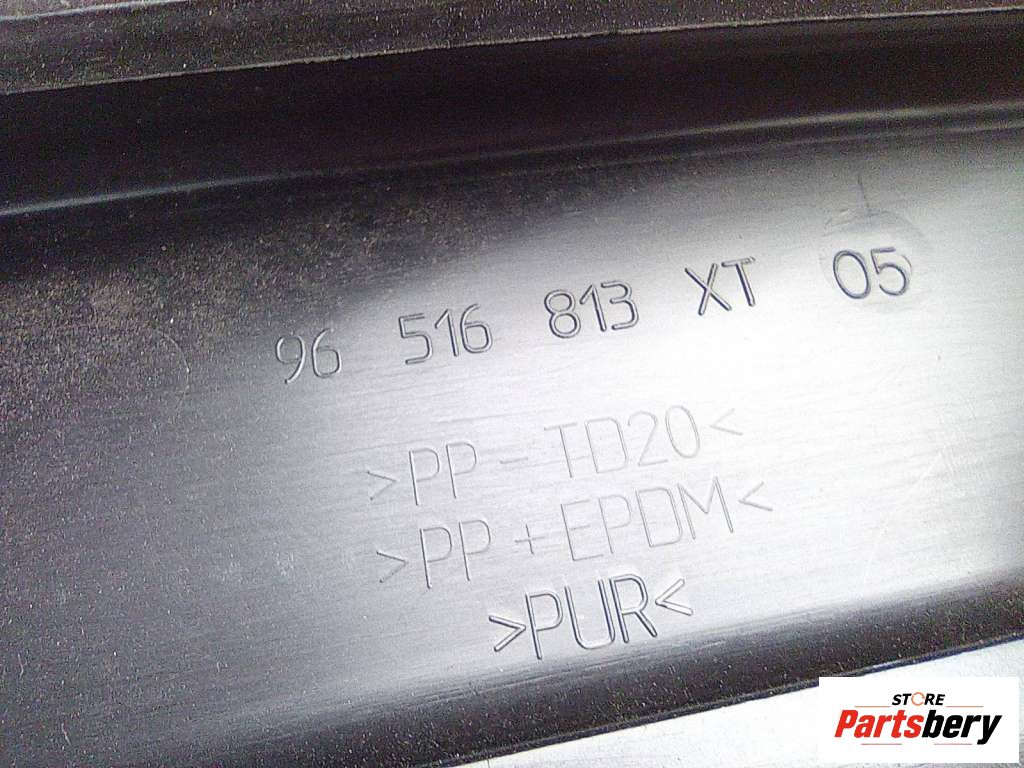 96 516 813 XT 05
>PP-TD20<
>PP+EPDM<
>PUR<
STORE
Partsbery